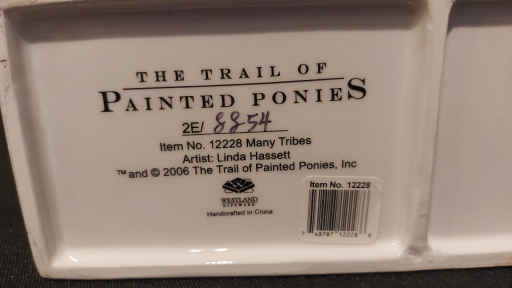 THE TRAIL OF
PAINTED PONIES
2E/ 8854
Item No. 12228 Many Tribes
Artist: Linda Hassett
™ and © 2006 The Trail of Painted Ponies, Inc
WESTLAND
GIFTWARE
Handcrafted in China
Item No. 12228